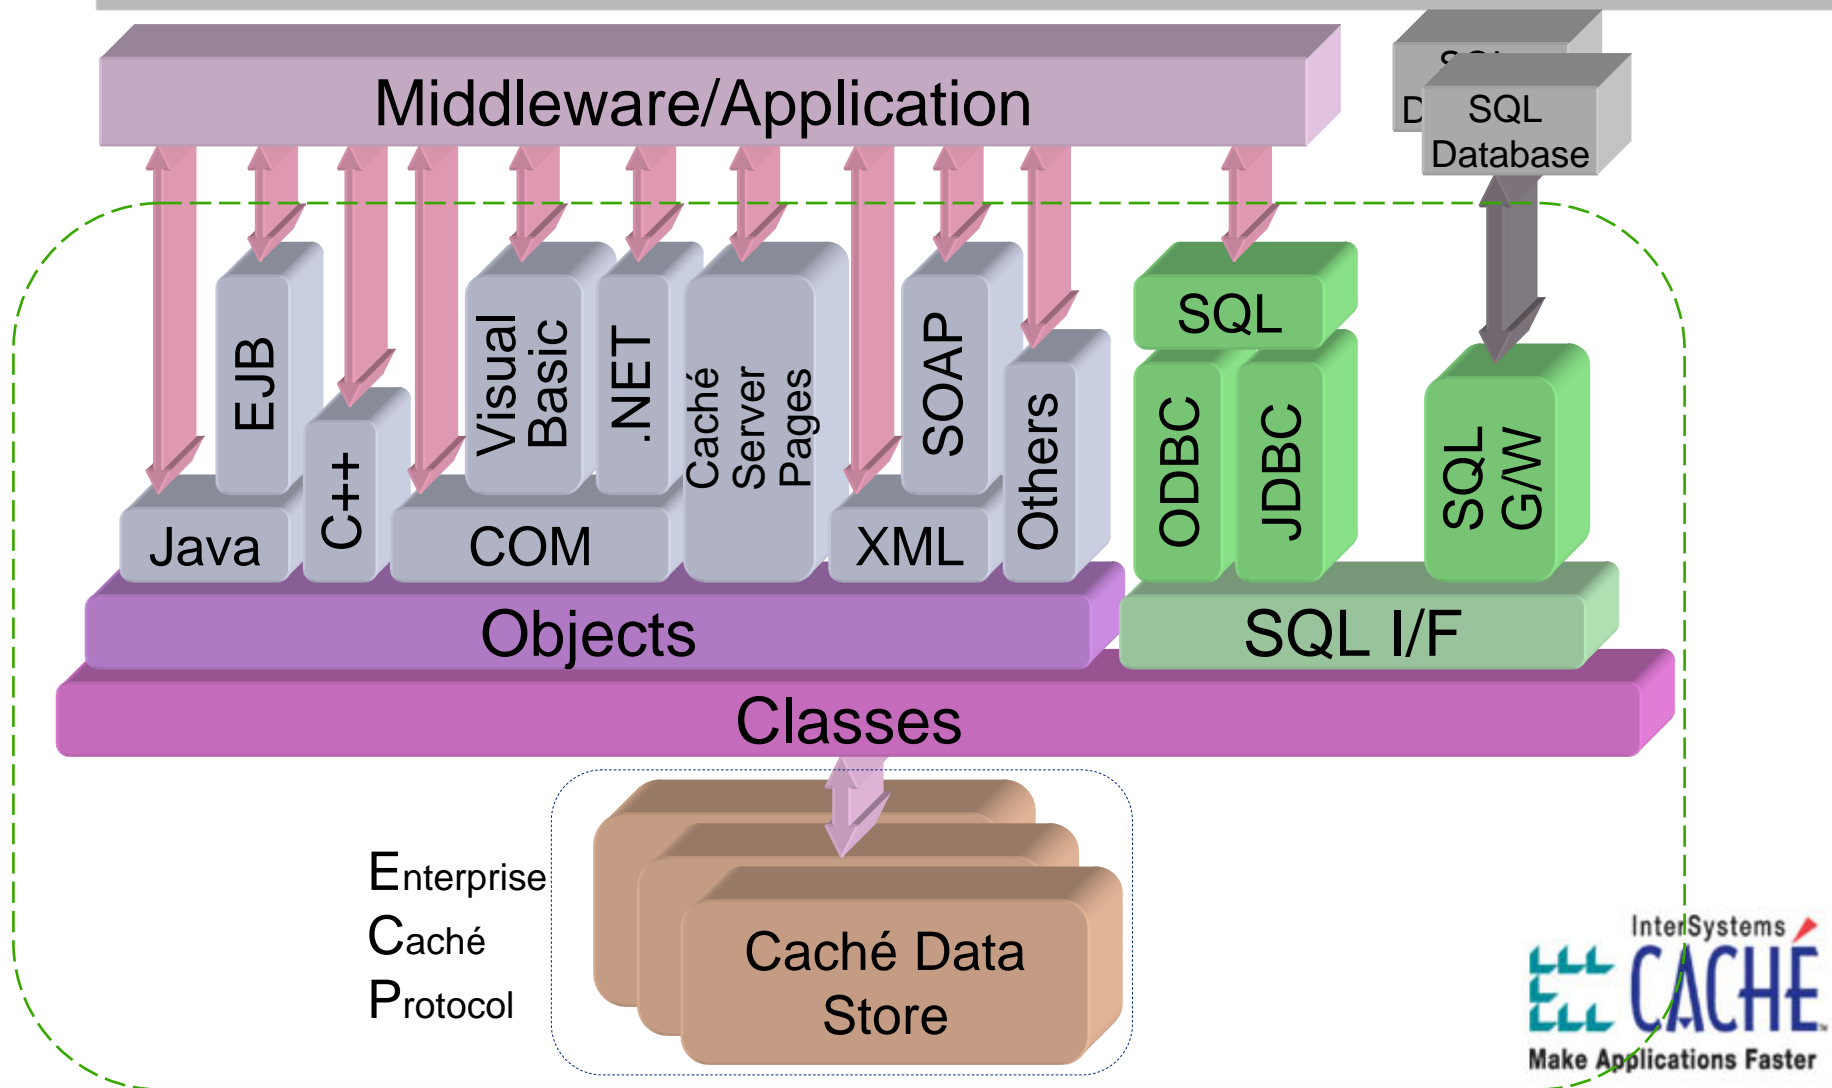 Middleware/Application
SQL
Database
EJB
Visual
Basic
.NET
Caché
Server
Pages
SOAP
Others
C++
Java
COM
XML
SQL
ODBC
JDBC
SQL
G/W
Objects
SQL I/F
Classes
Enterprise
Caché
Protocol
Caché Data
Store
InterSystems
CACHÉ
Make Applications Faster